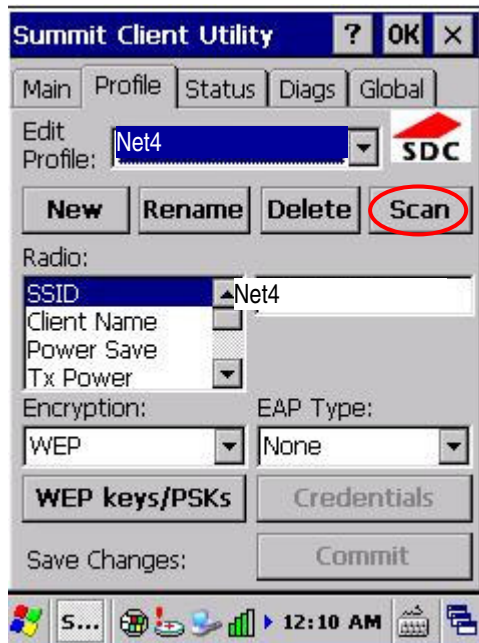 Summit Client Utility ? OK ×
Main Profile Status Diags Global
Edit Profile: Net4
SDC
New Rename Delete Scan
Radio:
SSID Net4
Client Name
Power Save
Tx Power
Encryption: EAP Type:
WEP None
WEP keys/PSKs Credentials
Save Changes: Commit
S... 12:10 AM